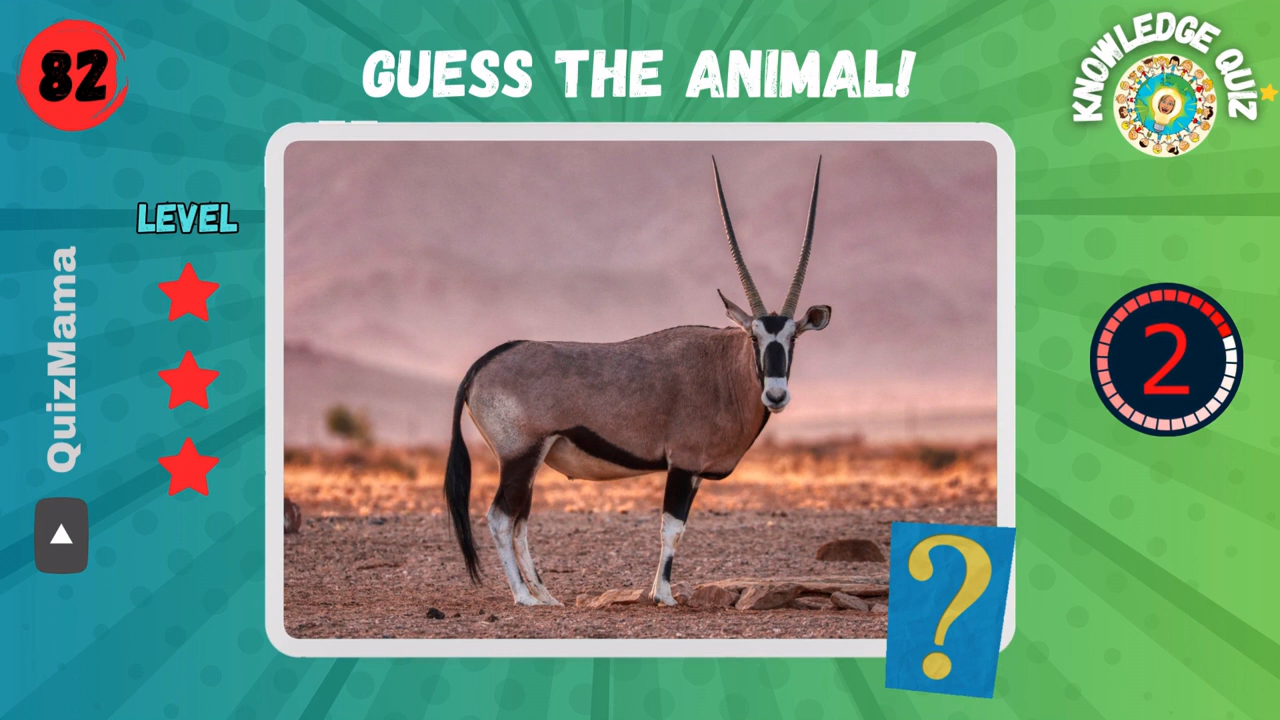 82
GUESS THE ANIMAL!
KNOWLEDGE QUIZ
LEVEL
QuizMama
2
?